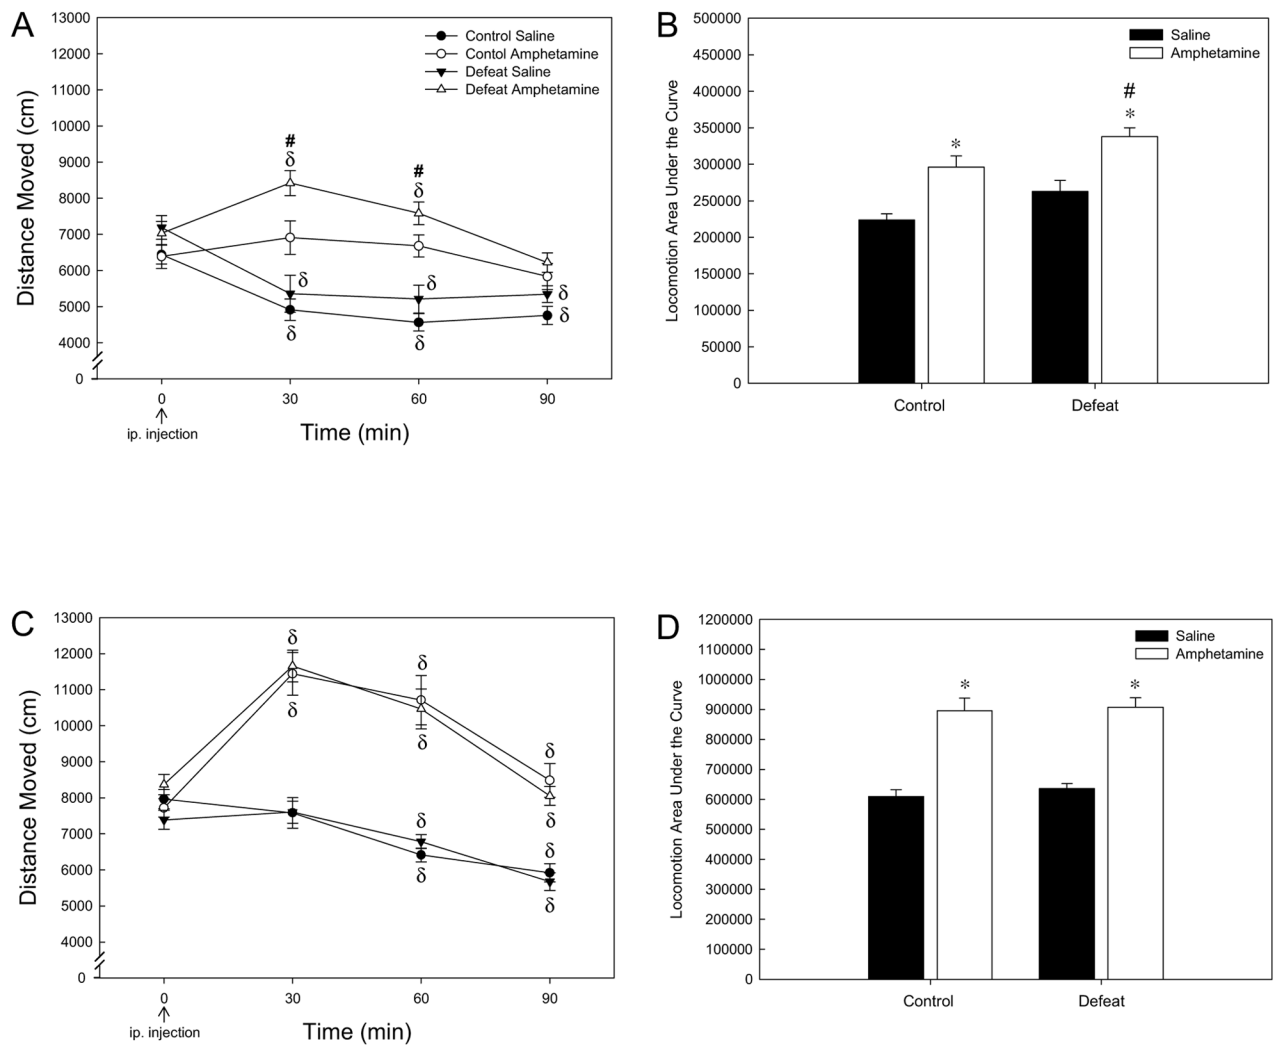 A
Distance Moved (cm)
13000
12000
11000
10000
9000
8000
7000
6000
5000
4000
0
Control Saline
Contol Amphetamine
Defeat Saline
Defeat Amphetamine
#
δ
#
δ
δ
δ
δ
δ
δ
δ
0
30
60
90
ip. injection
Time (min)
B
Locomotion Area Under the Curve
500000
450000
400000
350000
300000
250000
200000
150000
100000
50000
0
Saline
Amphetamine
*
#
*
Control
Defeat
C
Distance Moved (cm)
13000
12000
11000
10000
9000
8000
7000
6000
5000
4000
0
δ
δ
δ
δ
δ
δ
δ
δ
δ
δ
0
30
60
90
ip. injection
Time (min)
D
Locomotion Area Under the Curve
1200000
1100000
1000000
900000
800000
700000
600000
500000
400000
300000
200000
100000
0
Saline
Amphetamine
*
*
Control
Defeat